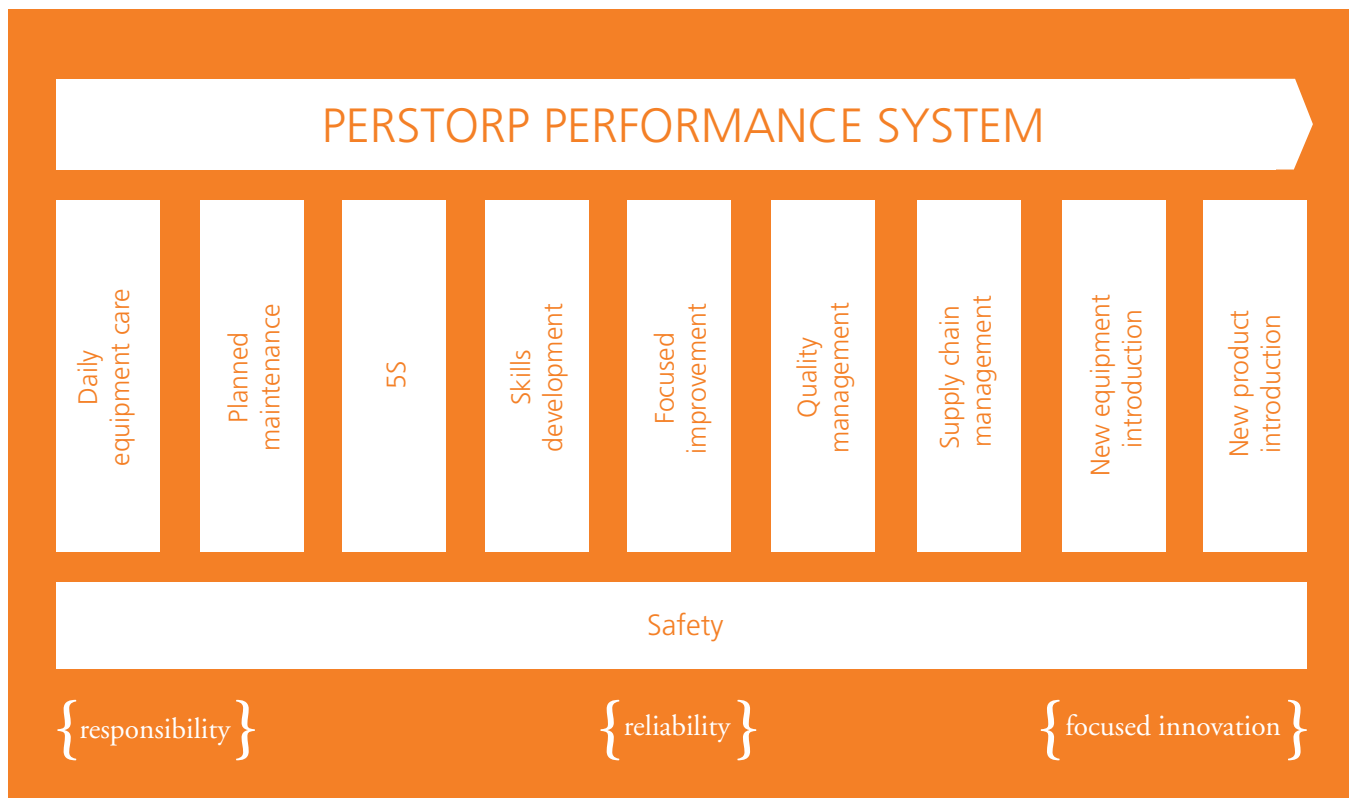 PERSTORP PERFORMANCE SYSTEM
Daily
equipment care
Planned
maintenance
5S
Skills
development
Focused
improvement
Quality
management
Supply chain
management
New equipment
introduction
New product
introduction
Safety
{responsibility}
{reliability}
{focused innovation}